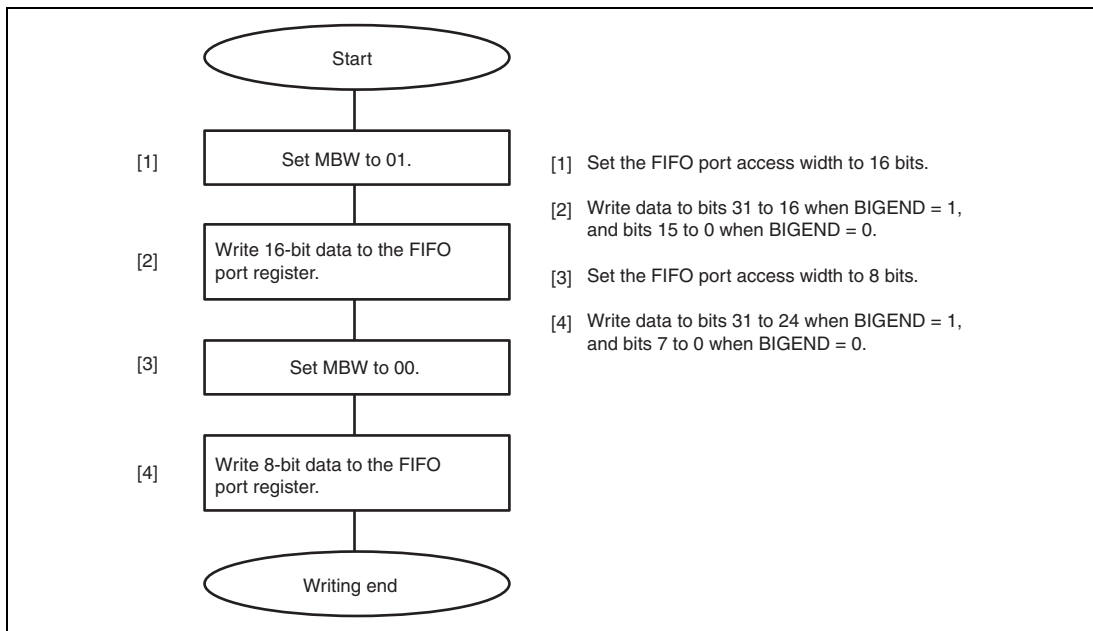 Start
[1]
Set MBW to 01.
[2]
Write 16-bit data to the FIFO
port register.
[3]
Set MBW to 00.
[4]
Write 8-bit data to the FIFO
port register.
Writing end
[1] Set the FIFO port access width to 16 bits.
[2] Write data to bits 31 to 16 when BIGEND = 1,
and bits 15 to 0 when BIGEND = 0.
[3] Set the FIFO port access width to 8 bits.
[4] Write data to bits 31 to 24 when BIGEND = 1,
and bits 7 to 0 when BIGEND = 0.